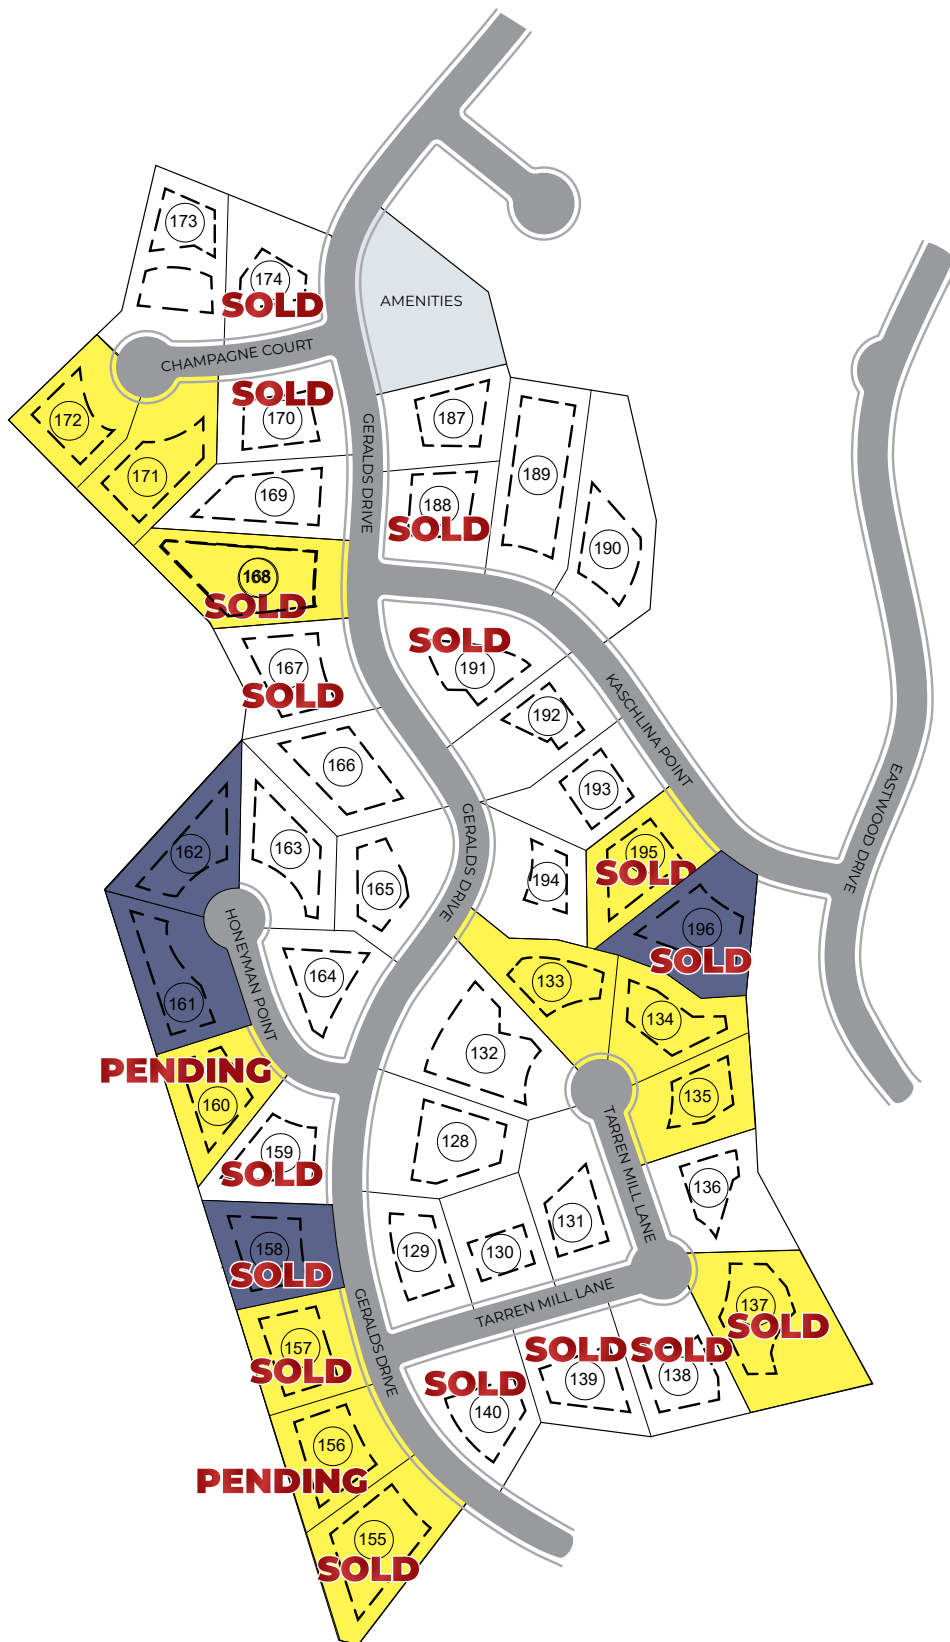 173
174
SOLD
AMENITIES
CHAMPAGNE COURT
SOLD
170
172
187
GERALDS DRIVE
171
189
169
188
SOLD
190
168
SOLD
SOLD
191
167
SOLD
KASCHLINA POINT
192
166
193
EASTWOOD DRIVE
GERALDS DRIVE
162
163
195
SOLD
165
194
HONEYMAN POINT
196
SOLD
164
133
161
134
132
PENDING
160
135
TARREN MILL LANE
128
159
SOLD
136
131
129
130
158
SOLD
GERALDS DRIVE
TARREN MILL LANE
137
SOLD
157
SOLD
SOLD
139
SOLD
138
SOLD
140
156
PENDING
155
SOLD